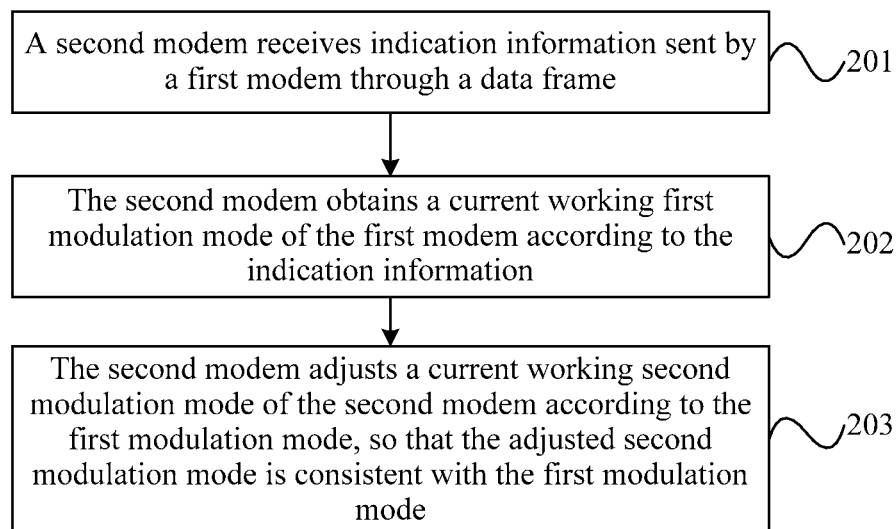 A second modem receives indication information sent by
a first modem through a data frame
201
The second modem obtains a current working first
modulation mode of the first modem according to the
indication information
202
The second modem adjusts a current working second
modulation mode of the second modem according to the
first modulation mode, so that the adjusted second
modulation mode is consistent with the first modulation
mode
203